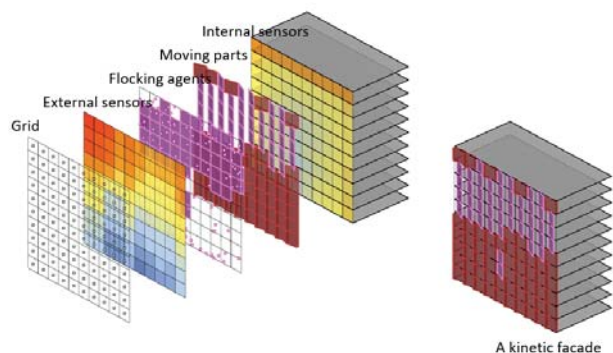 Internal sensors
Moving parts
Flocking agents
External sensors
Grid
A kinetic facade